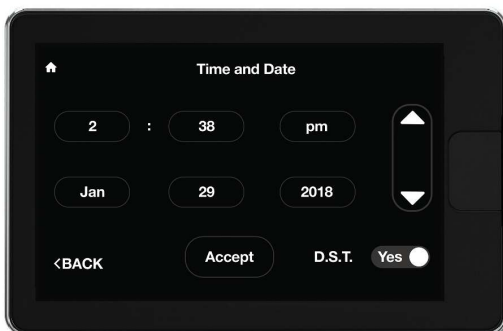 Time and Date
2 : 38 pm
Jan 29 2018
<BACK Accept D.S.T. Yes